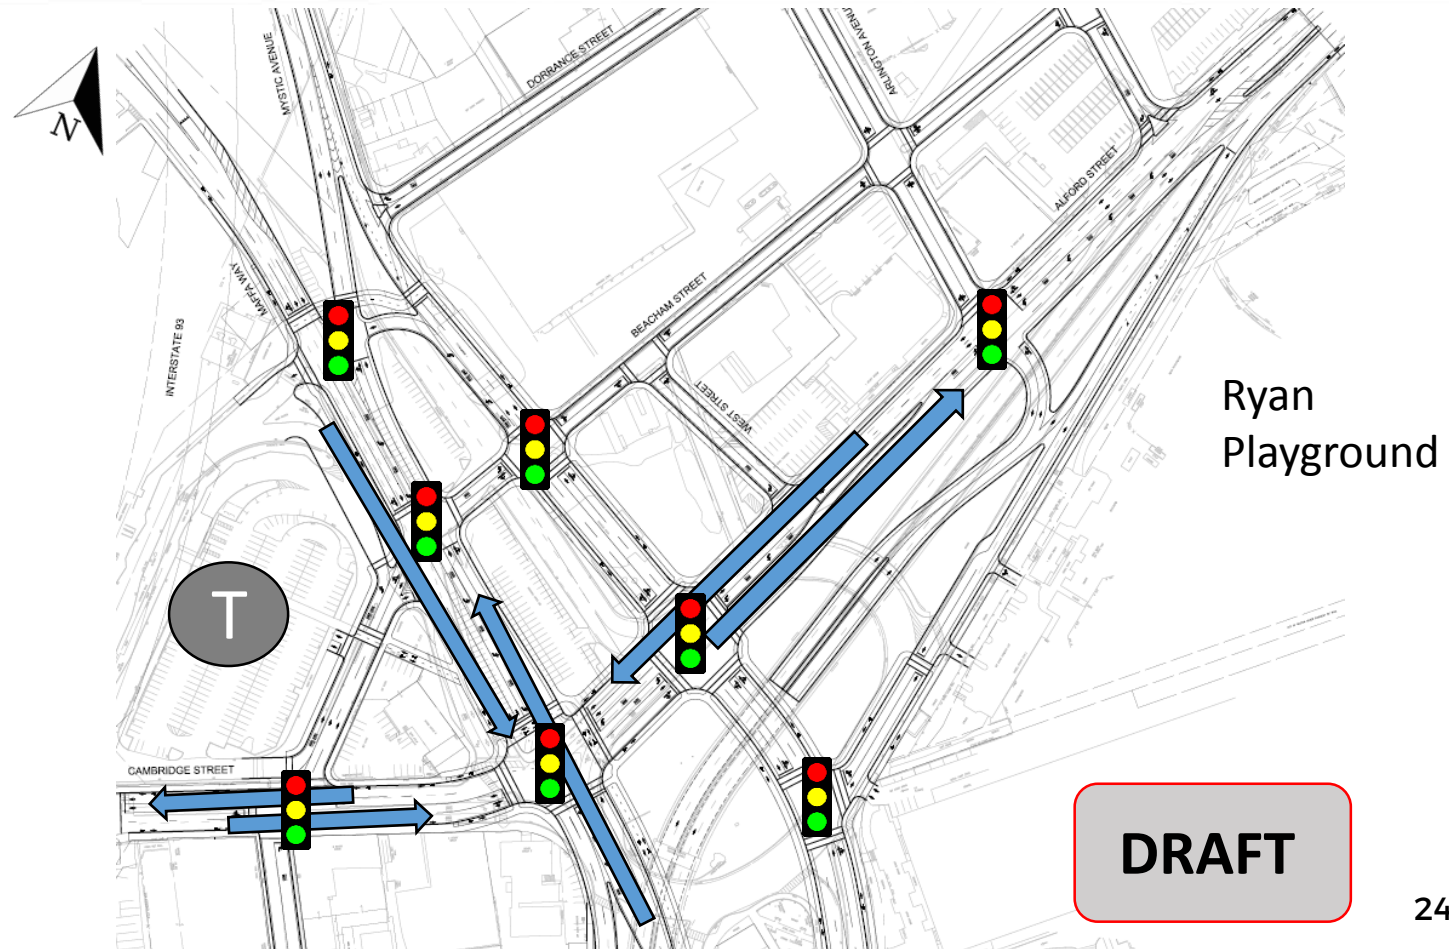 MYSTIC AVENUE
DORRANCE STREET
ARLINGTON AVENUE
N
ALFORD STREET
MAFFA WAY
INTERSTATE 93
BEACHAM STREET
WEST STREET
Ryan
Playground
T
CAMBRIDGE STREET
DRAFT
24